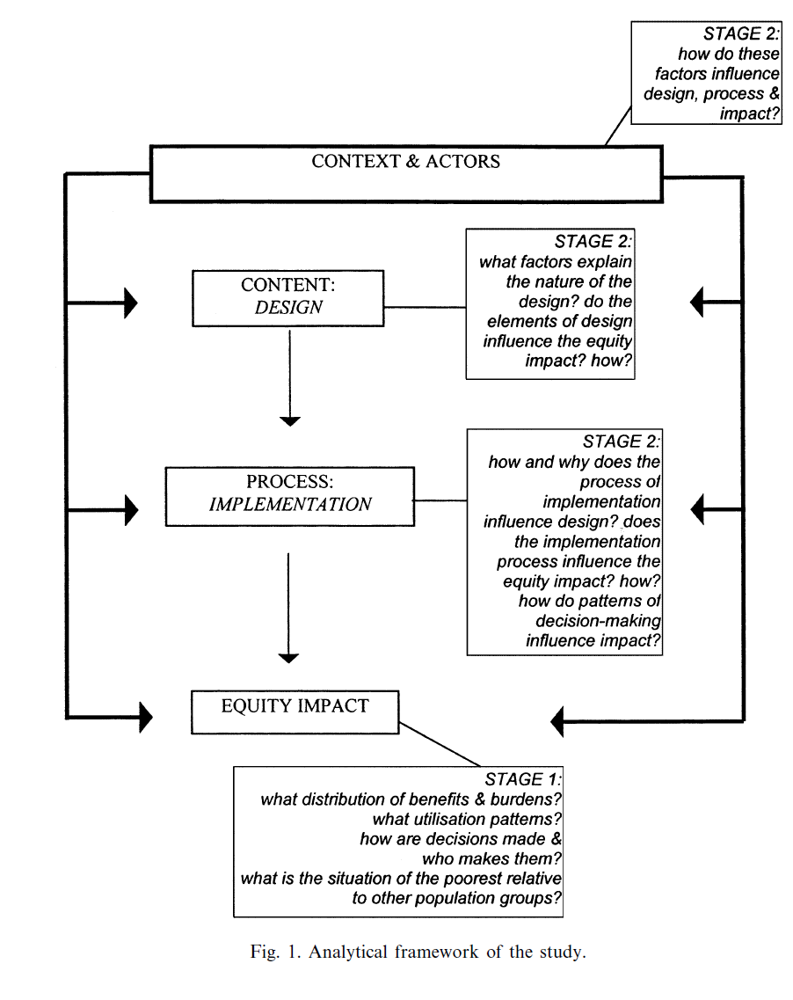 STAGE 2:
how do these
factors influence
design, process &
impact?
CONTEXT & ACTORS
CONTENT:
DESIGN
STAGE 2:
what factors explain
the nature of the
design? do the
elements of design
influence the equity
impact? how?
PROCESS:
IMPLEMENTATION
STAGE 2:
how and why does the
process of
implementation
influence design? does
the implementation
process influence the
equity impact? how?
how do patterns of
decision-making
influence impact?
EQUITY IMPACT
STAGE 1:
what distribution of benefits & burdens?
what utilisation patterns?
how are decisions made &
who makes them?
what is the situation of the poorest relative
to other population groups?
Fig. 1. Analytical framework of the study.